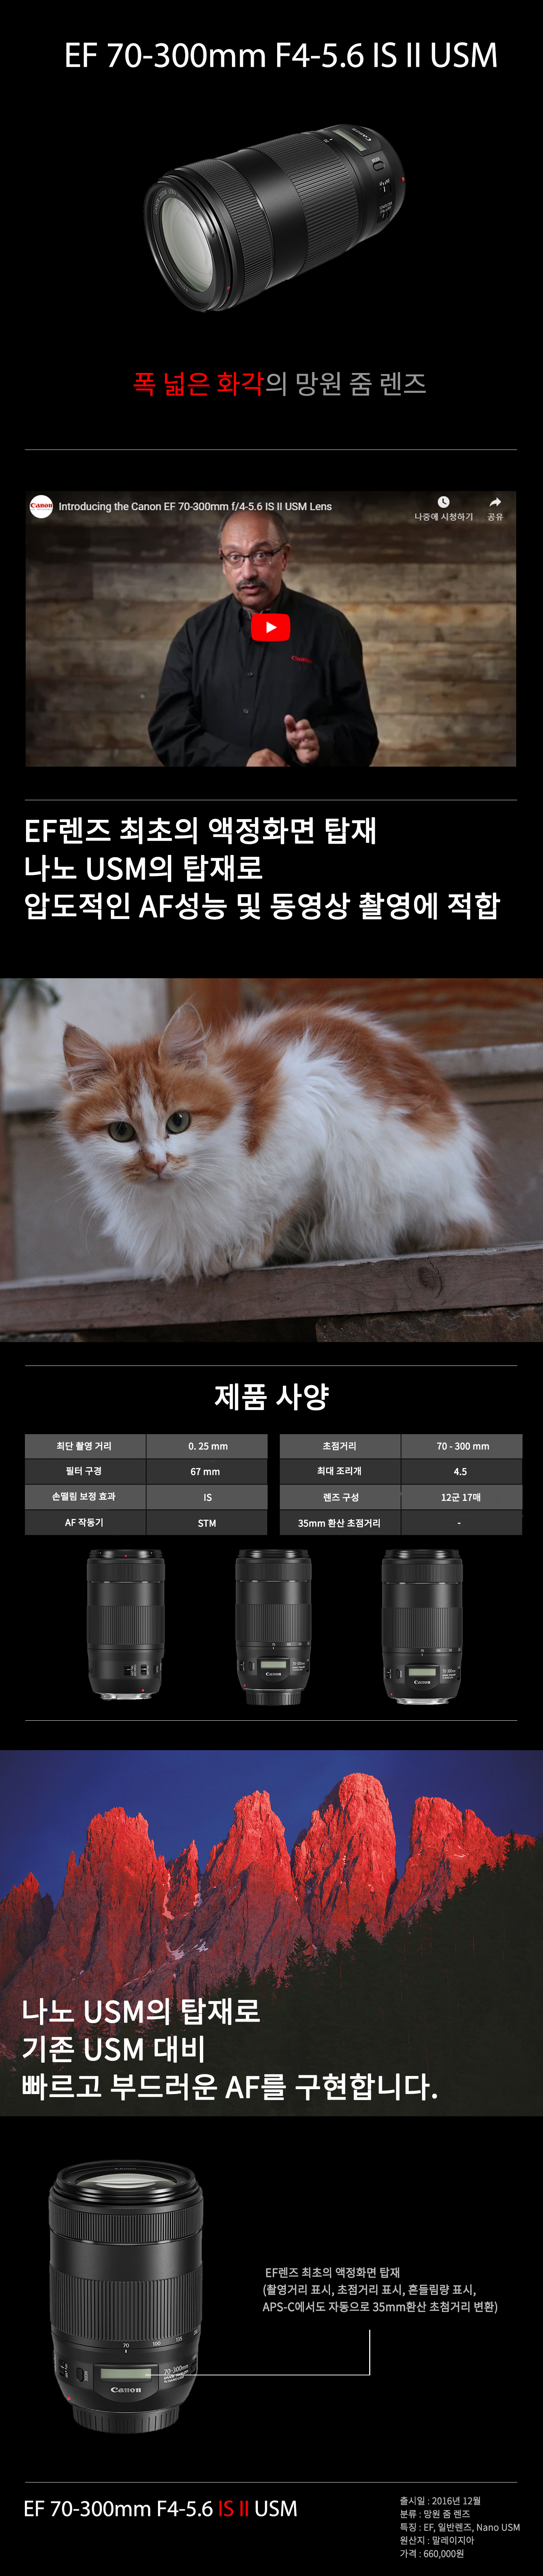 EF 70-300mm F4-5.6 IS II USM
폭 넓은 화각의 망원 줌 렌즈
Canon
Introducing the Canon EF 70-300mm f/4-5.6 IS II USM Lens
나중에 시청하기
공유
Canon
EF렌즈 최초의 액정화면 탑재
나노 USM의 탑재로
압도적인 AF성능 및 동영상 촬영에 적합
제품 사양
최단 촬영 거리 0. 25 mm 초점거리 70 - 300 mm
필터 구경 67 mm 최대 조리개 4.5
손떨림 보정 효과 IS 렌즈 구성 12군 17매
AF 작동기 STM 35mm 환산 초점거리 -
Canon
Canon
나노 USM의 탑재로
기존 USM 대비
빠르고 부드러운 AF를 구현합니다.
EF렌즈 최초의 액정화면 탑재
(촬영거리 표시, 초점거리 표시, 흔들림량 표시,
APS-C에서도 자동으로 35mm환산 초첨거리 변환)
70 100 135
70-300mm
Canon
EF 70-300mm F4-5.6 IS II USM
출시일 : 2016년 12월
분류 : 망원 줌 렌즈
특징 : EF, 일반렌즈, Nano USM
원산지 : 말레이지아
가격 : 660,000원